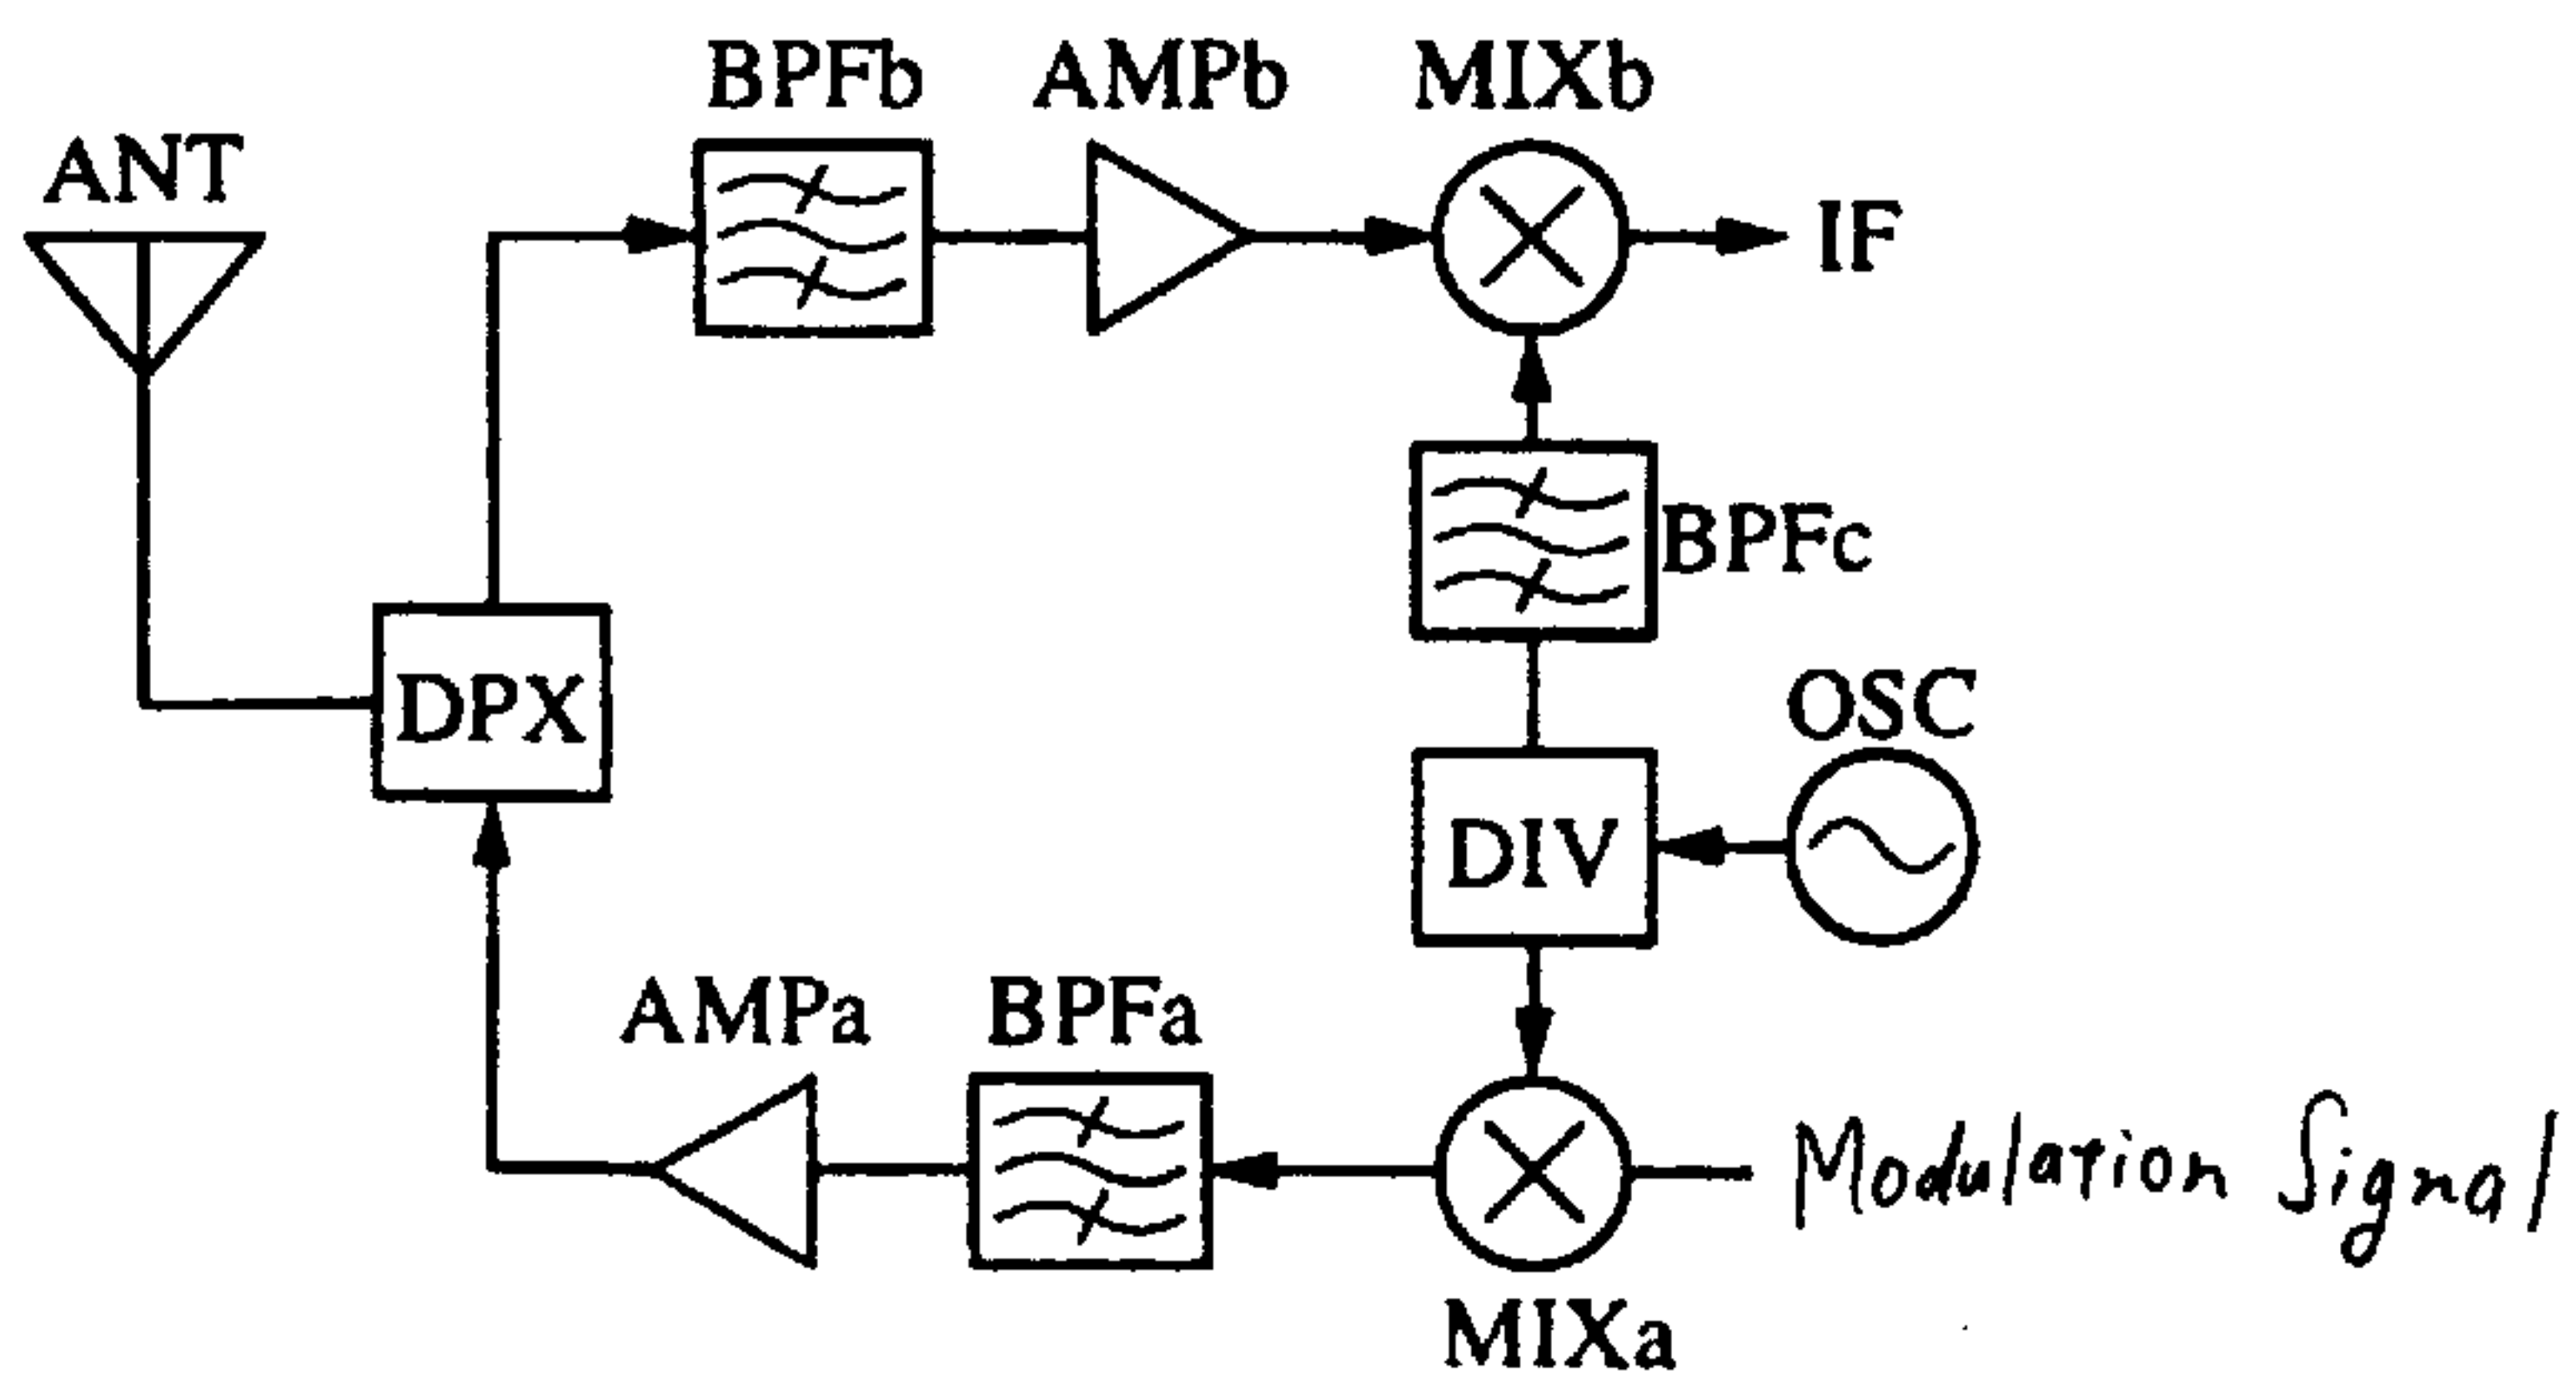 BPFb AMPb MIXb
ANT
IF
BPFc
DPX
OSC
DIV
AMPa BPFa
Modulation Signal
MIXa